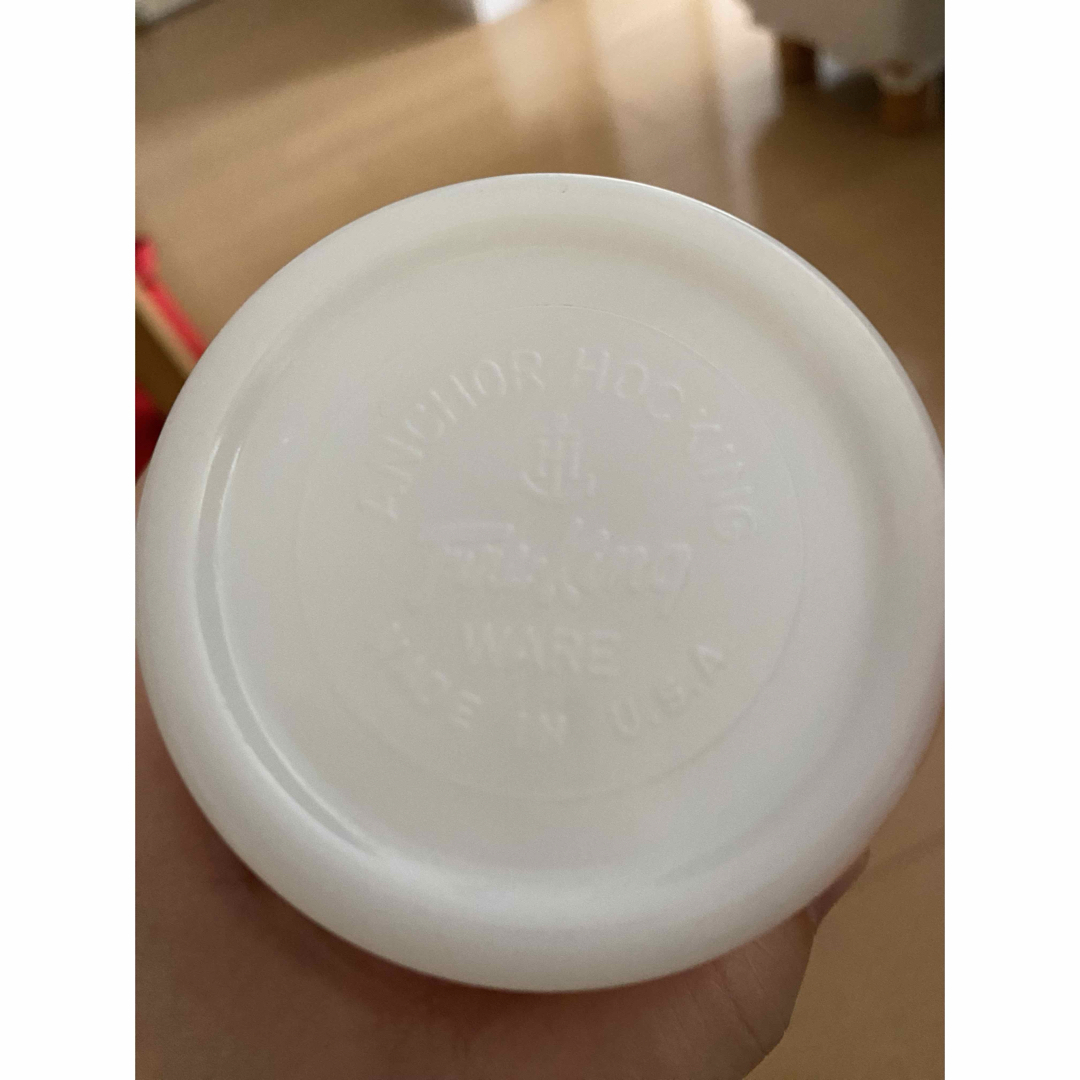 ANCHOR HOCKING
Fire-King
WARE
MADE IN U.S.A